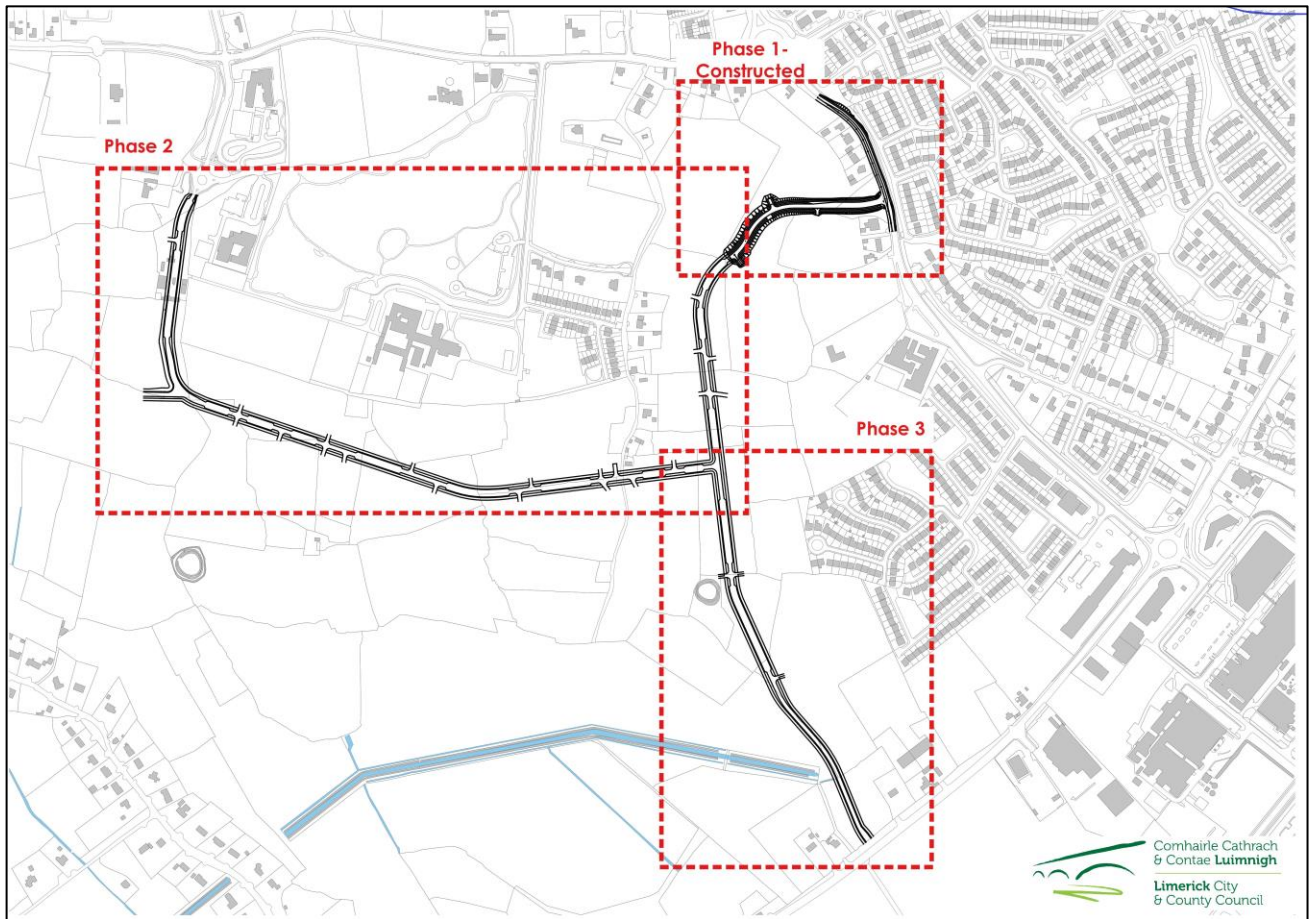 Phase 1-
Constructed
Phase 2
Phase 3
Comhairle Cathrach
& Contae Luimnigh
Limerick City
& County Council